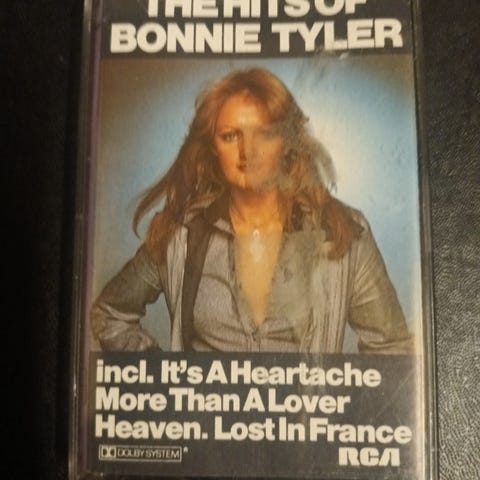 THE HITS OF
BONNIE TYLER
incl. It's A Heartache
More Than A Lover
Heaven. Lost In France
DOLBY SYSTEM®
RCA